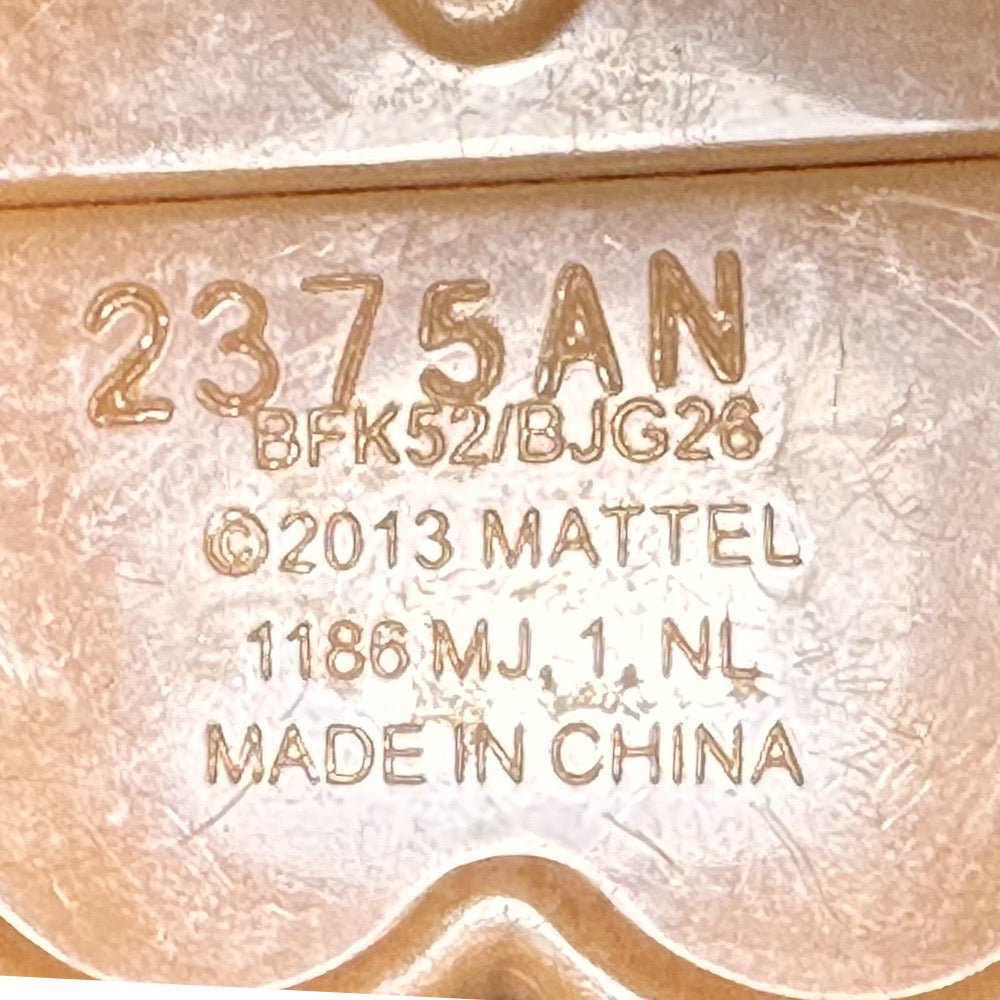 2375AN
BFK52/BJG26
©2013 MATTEL
1186 MJ, 1, NL
MADE IN CHINA